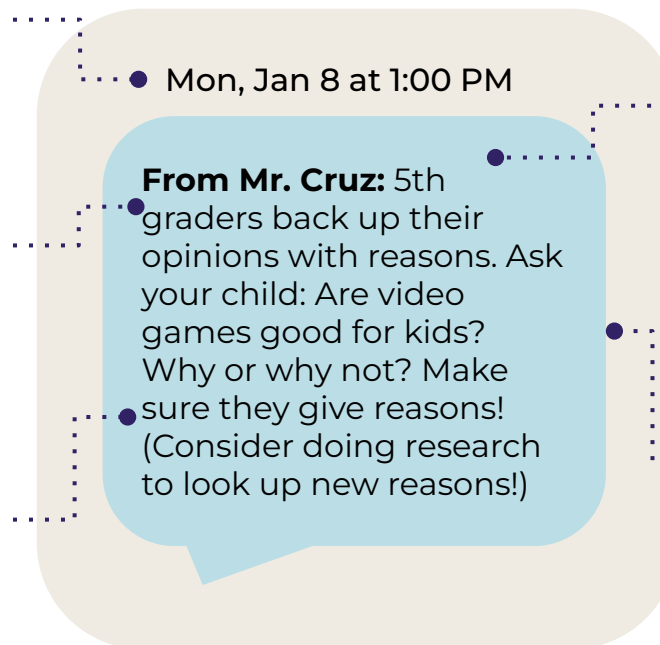 Mon, Jan 8 at 1:00 PM
From Mr. Cruz: 5th
graders back up their
opinions with reasons. Ask
your child: Are video
games good for kids?
Why or why not? Make
sure they give reasons!
(Consider doing research
to look up new reasons!)